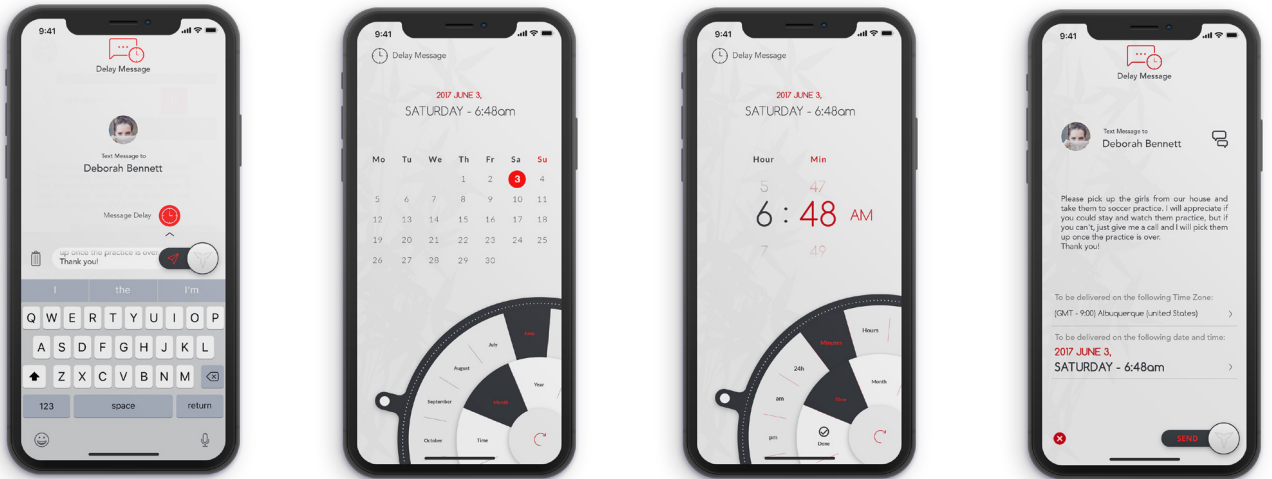 9:41
Delay Message
Text Message to
Deborah Bennett
Message Delay
up once the practice is over.
Thank you!
I the I'm
Q W E R T Y U I O P
A S D F G H J K L
Z X C V B N M
123 space return
9:41
Delay Message
2017 JUNE 3,
SATURDAY - 6:48am
Mo Tu We Th Fr Sa Su
1 2 3 4
5 6 7 8 9 10 11
12 13 14 15 16 17 18
19 20 21 22 23 24 25
26 27 28 29 30
June
July
August
September
October
Year
Month
Time
9:41
Delay Message
2017 JUNE 3,
SATURDAY - 6:48am
Hour Min
5 47
6 : 48 AM
7 49
Hours
Minutes
24h
am
pm
Month
Time
Done
9:41
Delay Message
Text Message to
Deborah Bennett
Please pick up the girls from our house and
take them to soccer practice. I will appreciate if
you could stay and watch them practice, but if
you can't, just give me a call and I will pick them
up once the practice is over.
Thank you!
To be delivered on the following Time Zone:
(GMT - 9:00) Albuquerque (united States)
To be delivered on the following date and time:
2017 JUNE 3,
SATURDAY - 6:48am
SEND